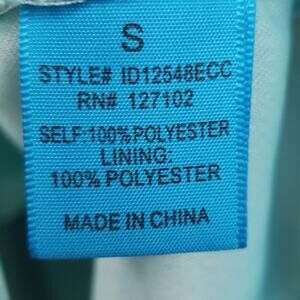 S
STYLE# ID12548ECC
RN# 127102
SELF:100%POLYESTER
LINING:
100% POLYESTER
MADE IN CHINA